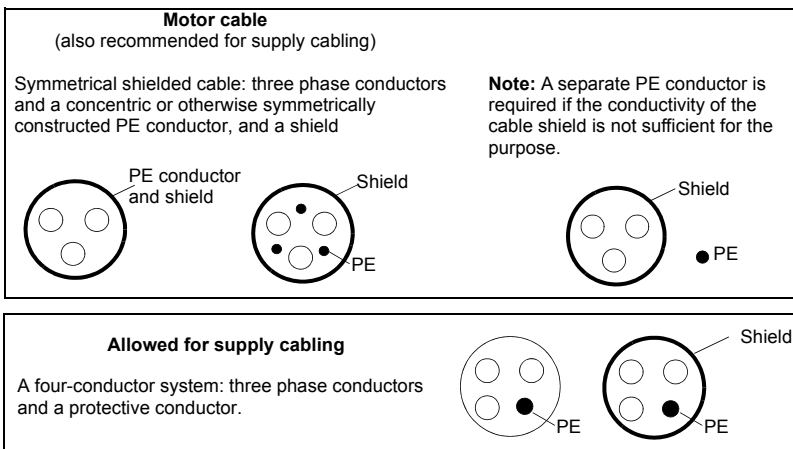 Motor cable
(also recommended for supply cabling)
Symmetrical shielded cable: three phase conductors
and a concentric or otherwise symmetrically
constructed PE conductor, and a shield
Note: A separate PE conductor is
required if the conductivity of the
cable shield is not sufficient for the
purpose.
PE conductor
and shield
Shield
PE
Shield
PE
Allowed for supply cabling
A four-conductor system: three phase conductors
and a protective conductor.
Shield
PE
PE